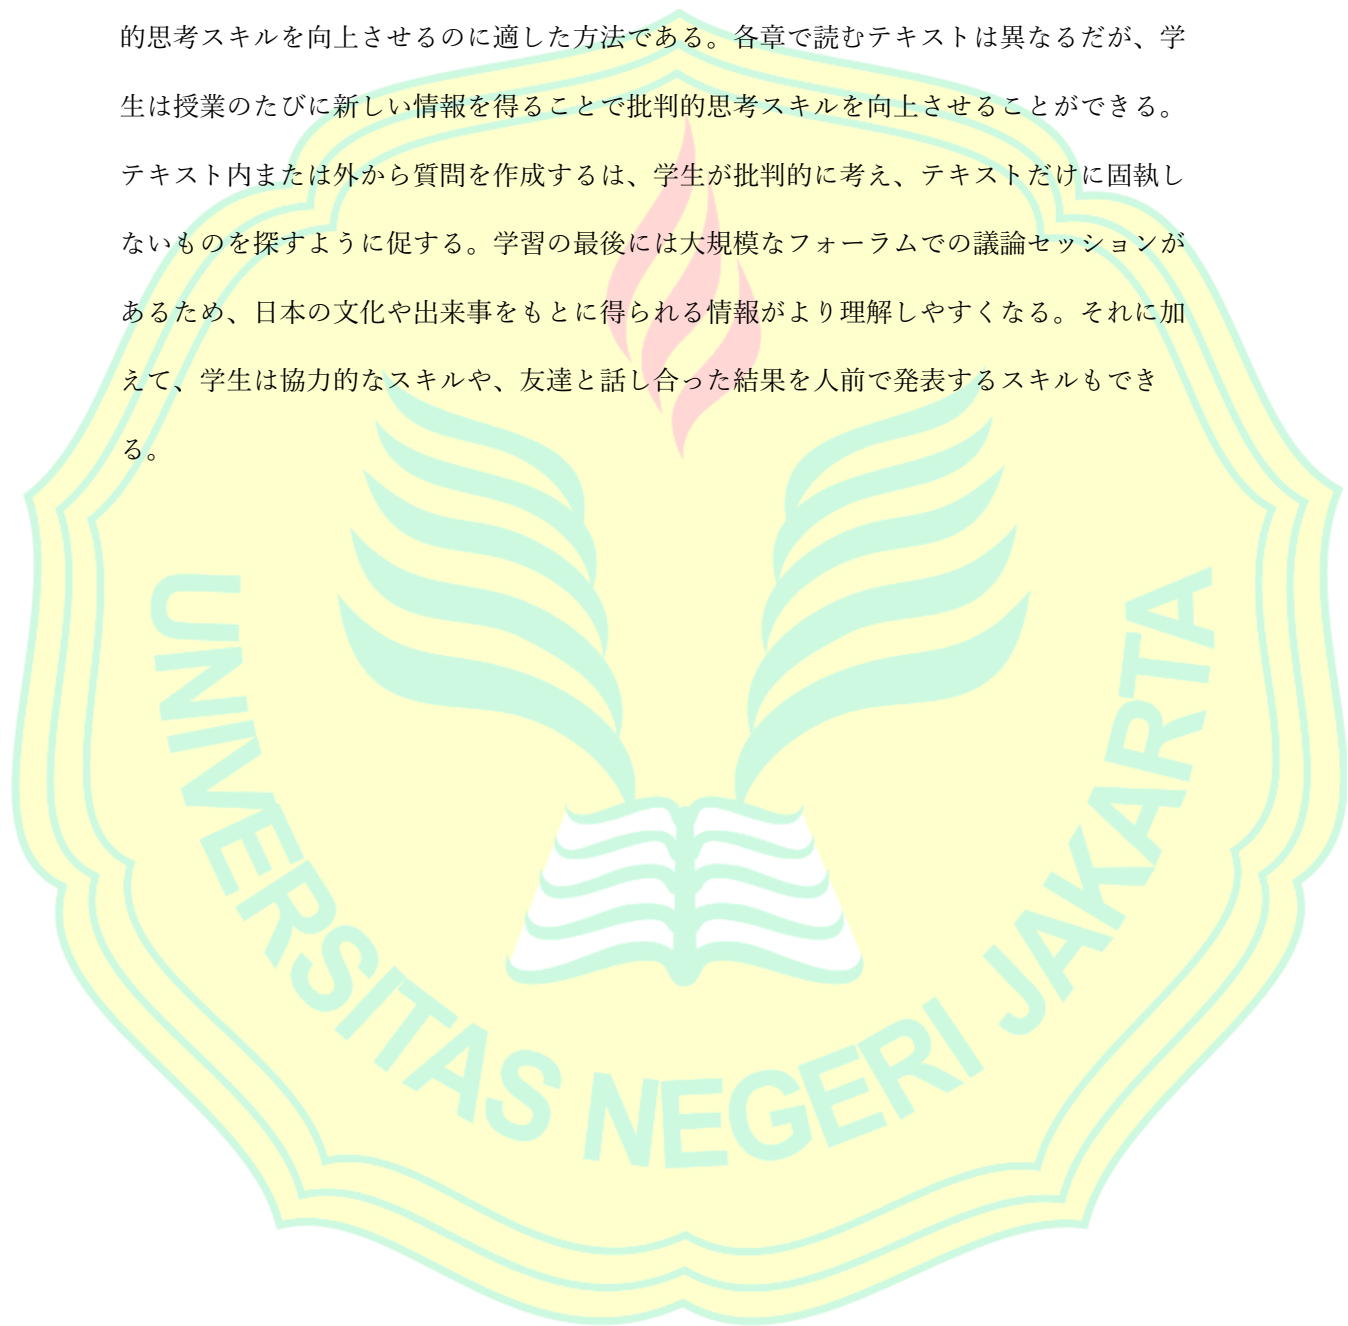 的思考スキルを向上させるのに適した方法である。各章で読むテキストは異なるだが、学
生は授業のたびに新しい情報を得ることで批判的思考スキルを向上させることができる。
テキスト内または外から質問を作成するは、学生が批判的に考え、テキストだけに固執し
ないものを探すように促する。学習の最後には大規模なフォーラムでの議論セッションが
あるため、日本の文化や出来事をもとに得られる情報がより理解しやすくなる。それに加
えて、学生は協力的なスキルや、友達と話し合った結果を人前で発表するスキルもでき
る。
UNIVERSITAS NEGERI JAKARTA